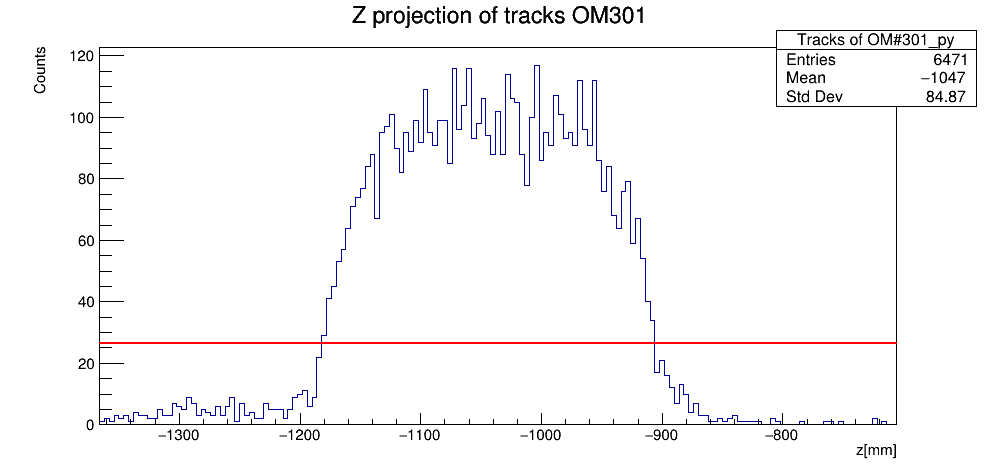 Z projection of tracks OM301
Tracks of OM#301_py
Entries 6471
Mean −1047
Std Dev 84.87
Counts
120
100
80
60
40
20
0
−1300 −1200 −1100 −1000 −900 −800
z[mm]